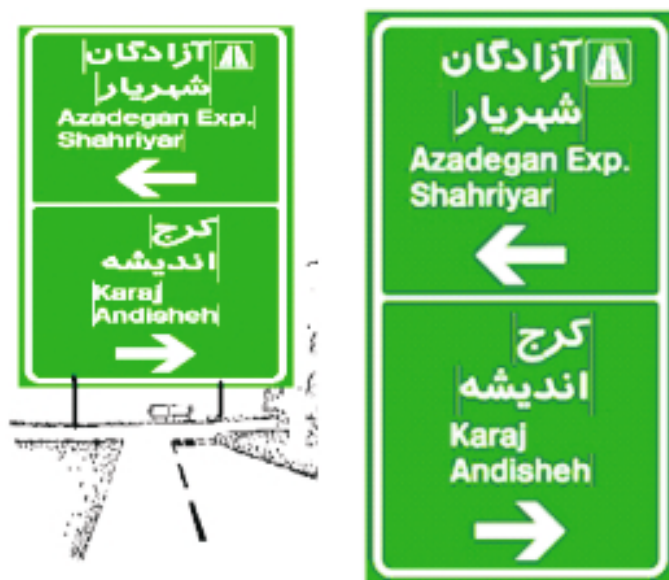 آزادگان
شهریار
Azadegan Exp.
Shahriyar
کرج
اندیشه
Karaj
Andisheh
آزادگان
شهریار
Azadegan Exp.
Shahriyar
کرج
اندیشه
Karaj
Andisheh